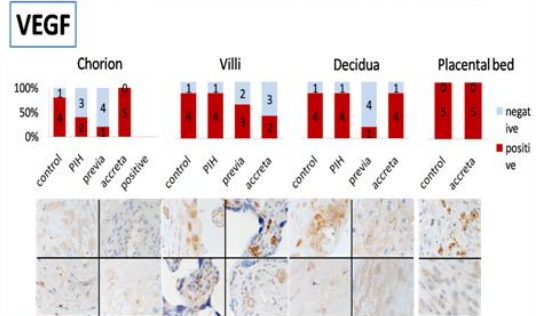 VEGF
Chorion Villi Decidua Placental bed
100%
50%
0%
1 3 4 0
4 2 1 5
1 1 2 3
4 4 3 2
1 1 4 1
4 4 1 4
0 0
5 5
control PIH previa accreta positive
control PIH previa accreta
control PIH previa accreta
control accreta
negat
ive
positi
ve